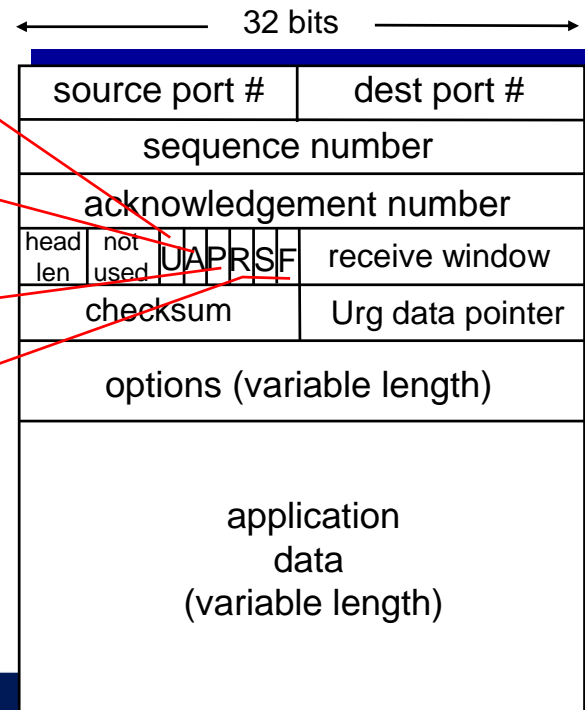 32 bits
source port # dest port #
sequence number
acknowledgement number
head len not used U A P R S F receive window
checksum Urg data pointer
options (variable length)
application
data
(variable length)